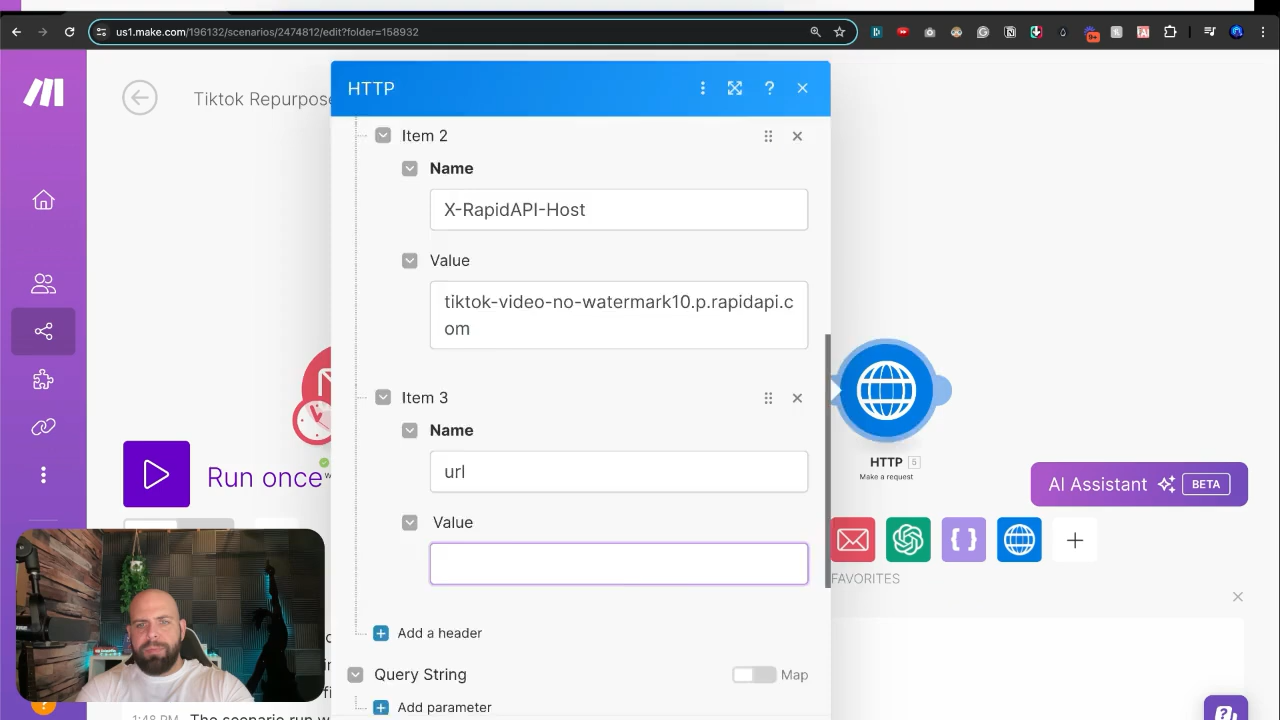 us1.make.com/196132/scenarios/2474812/edit?folder=158932
9+
Tiktok Repurpose
HTTP
?
Item 2
Name
X-RapidAPI-Host
Value
tiktok-video-no-watermark10.p.rapidapi.c
om
Item 3
Name
url
Value
Run once
HTTP 5
Make a request
AI Assistant BETA
FAVORITES
Add a header
Query String
Map
Add parameter
1:48 PM The scenario run w